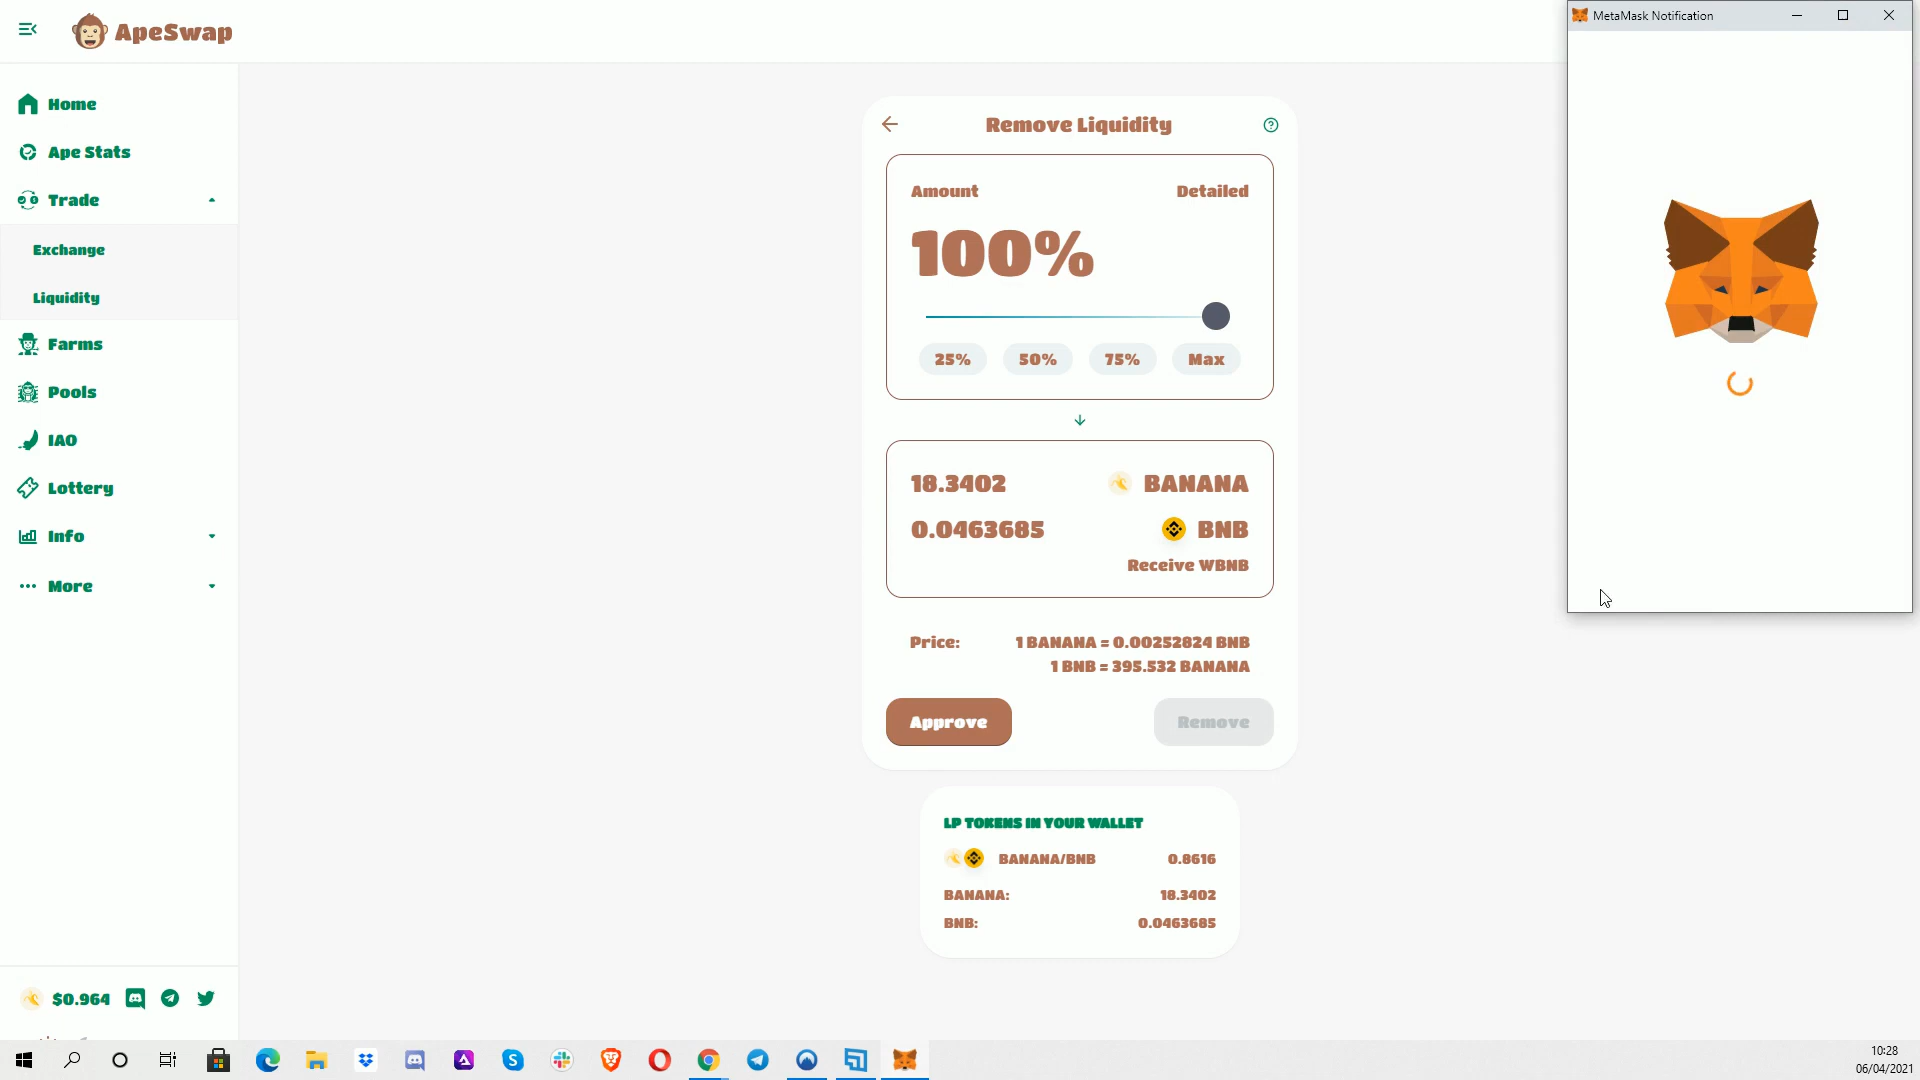 ApeSwap
MetaMask Notification
Home
Ape Stats
Trade
Exchange
Liquidity
Farms
Pools
IAO
Lottery
Info
More
$0.964
Remove Liquidity
Amount
Detailed
100%
25%
50%
75%
Max
18.3402
BANANA
0.0463685
BNB
Receive WBNB
Price:
1 BANANA = 0.00252824 BNB
1 BNB = 395.532 BANANA
Approve
Remove
LP TOKENS IN YOUR WALLET
BANANA/BNB
0.8616
BANANA:
18.3402
BNB:
0.0463685
10:28
06/04/2021